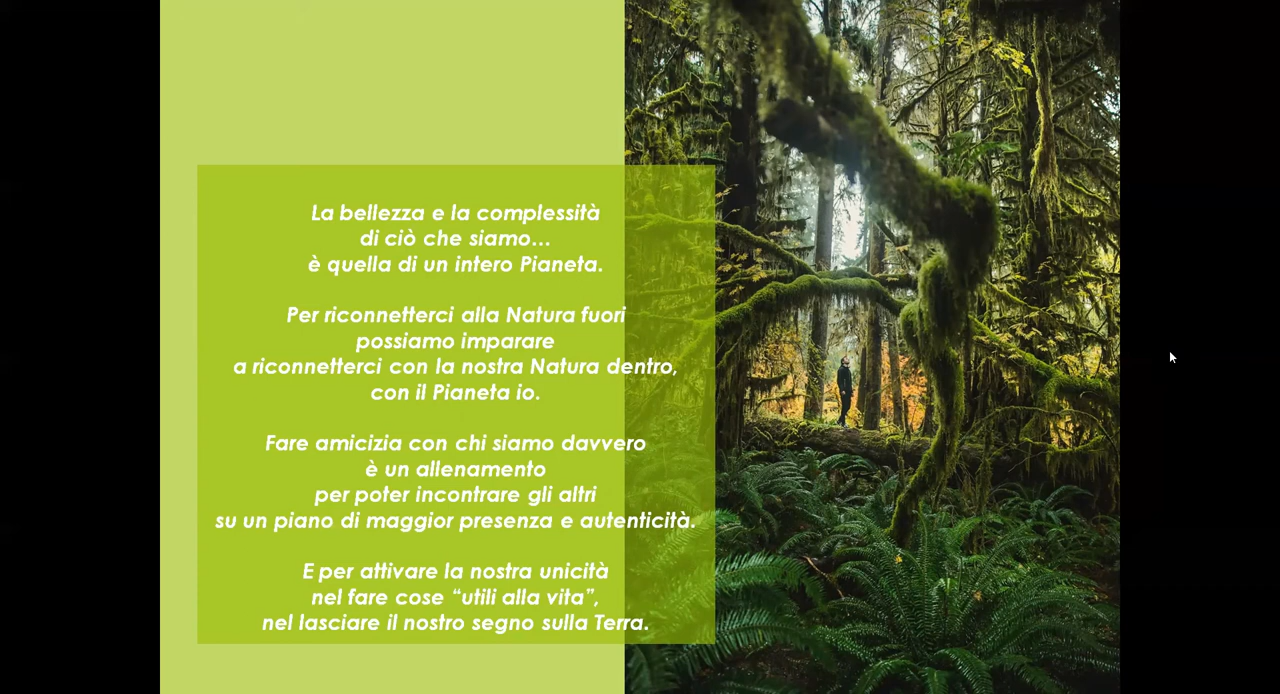 La bellezza e la complessità
di ciò che siamo...
è quella di un intero Pianeta.
Per riconnetterci alla Natura fuori
possiamo imparare
a riconnetterci con la nostra Natura dentro,
con il Pianeta io.
Fare amicizia con chi siamo davvero
è un allenamento
per poter incontrare gli altri
su un piano di maggior presenza e autenticità.
E per attivare la nostra unicità
nel fare cose “utili alla vita”,
nel lasciare il nostro segno sulla Terra.